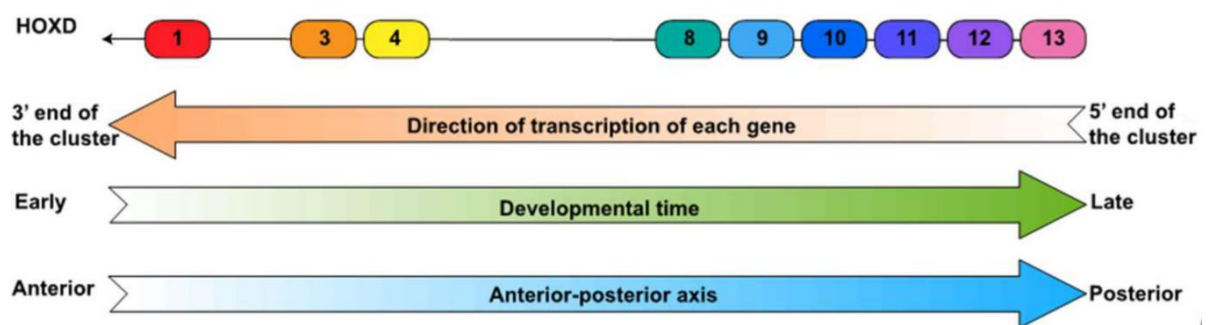 HOXD 1 3 4 8 9 10 11 12 13
3' end of
the cluster
Direction of transcription of each gene
5' end of
the cluster
Early
Developmental time
Late
Anterior
Anterior-posterior axis
Posterior